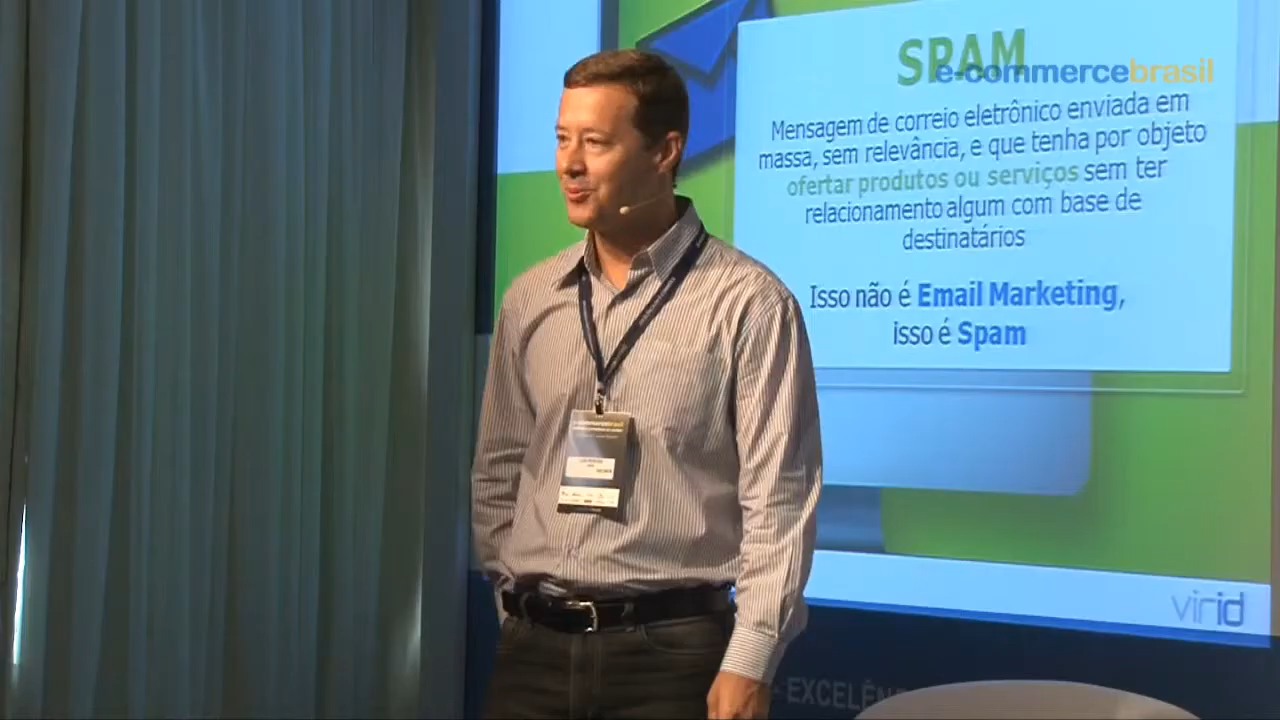 SPAM
e-commercebrasil
Mensagem de correio eletrônico enviada em
massa, sem relevância, e que tenha por objeto
ofertar produtos ou serviços sem ter
relacionamento algum com base de
destinatários
Isso não é Email Marketing,
isso é Spam
virid
e-commercebrasil